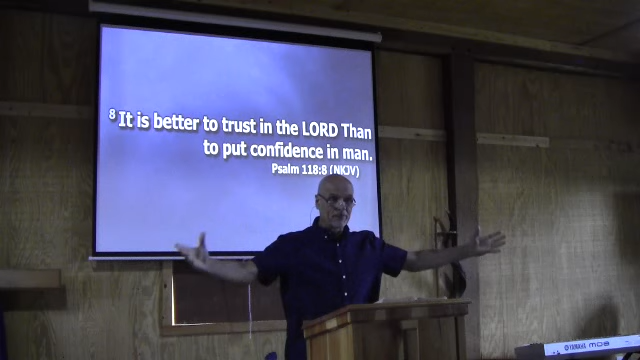 8 It is better to trust in the LORD Than
to put confidence in man.
Psalm 118:8 (NKJV)
YAMAHA